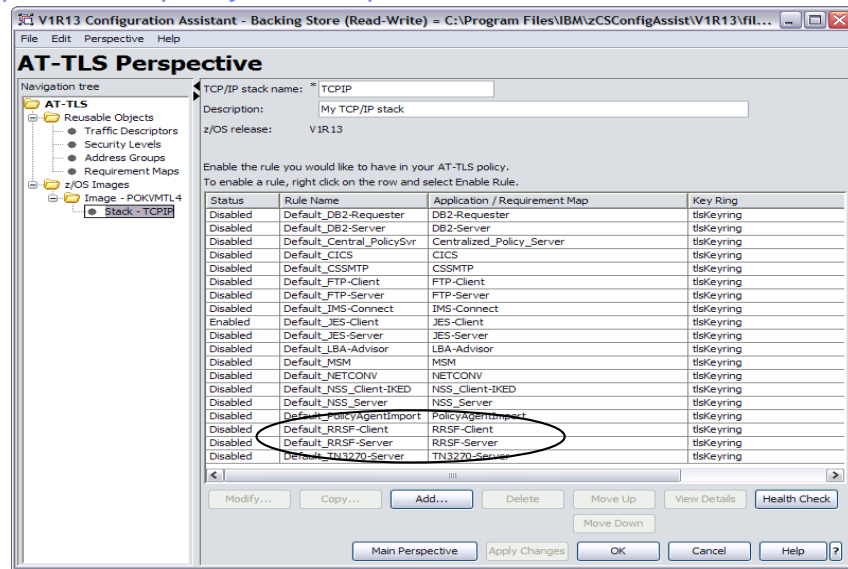 V1R13 Configuration Assistant - Backing Store (Read-Write) = C:\Program Files\IBM\zCSConfigAssist\V1R13\fil...
File Edit Perspective Help
AT-TLS Perspective
Navigation tree
AT-TLS
Reusable Objects
Traffic Descriptors
Security Levels
Address Groups
Requirement Maps
z/OS Images
Image - POKVMTL4
Stack - TCPIP
TCP/IP stack name: * TCPIP
Description: My TCP/IP stack
z/OS release: V1R13
Enable the rule you would like to have in your AT-TLS policy.
To enable a rule, right click on the row and select Enable Rule.
Status Rule Name Application / Requirement Map Key Ring
Disabled Default_DB2-Requester DB2-Requester tlsKeyring
Disabled Default_DB2-Server DB2-Server tlsKeyring
Disabled Default_Central_PolicySvr Centralized_Policy_Server tlsKeyring
Disabled Default_CICS CICS tlsKeyring
Disabled Default_CSSMTP CSSMTP tlsKeyring
Disabled Default_FTP-Client FTP-Client tlsKeyring
Disabled Default_FTP-Server FTP-Server tlsKeyring
Disabled Default_IMS-Connect IMS-Connect tlsKeyring
Enabled Default_JES-Client JES-Client tlsKeyring
Disabled Default_JES-Server JES-Server tlsKeyring
Disabled Default_LBA-Advisor LBA-Advisor tlsKeyring
Disabled Default_MSM MSM tlsKeyring
Disabled Default_NETCONV NETCONV tlsKeyring
Disabled Default_NSS_Client-IKED NSS_Client-IKED tlsKeyring
Disabled Default_NSS_Server NSS_Server tlsKeyring
Disabled Default_PolicyAgentImport PolicyAgentImport tlsKeyring
Disabled Default_RRSF-Client RRSF-Client tlsKeyring
Disabled Default_RRSF-Server RRSF-Server tlsKeyring
Disabled Default_TN3270-Server TN3270-Server tlsKeyring
Modify... Copy... Add... Delete Move Up View Details Health Check
Move Down
Main Perspective Apply Changes OK Cancel Help ?